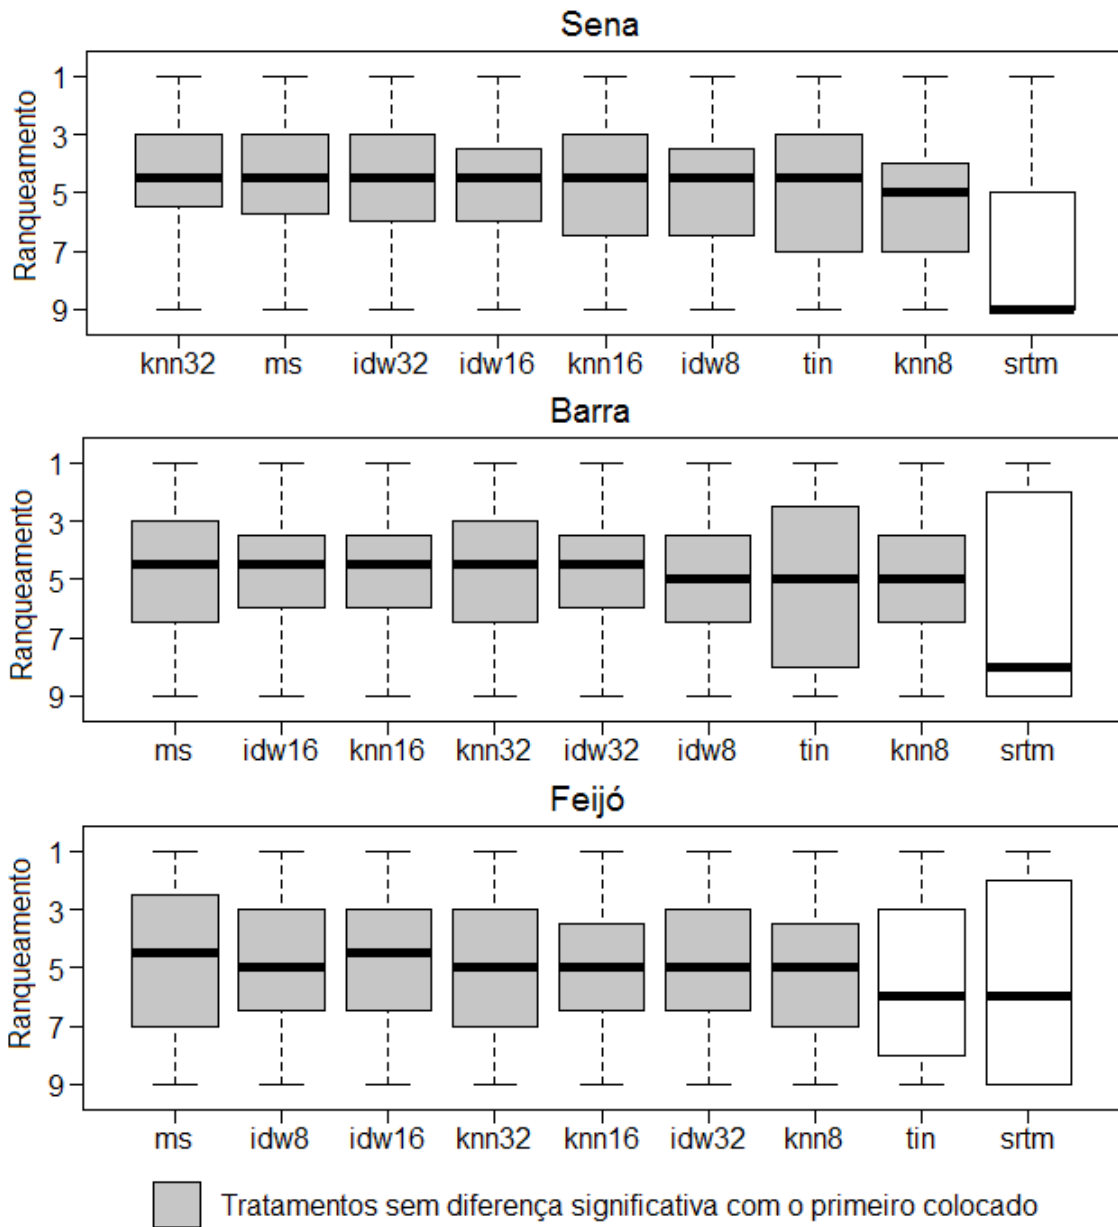 Sena
Ranqueamento
1
3
5
7
9
knn32 ms idw32 idw16 knn16 idw8 tin knn8 srtm
Barra
Ranqueamento
1
3
5
7
9
ms idw16 knn16 knn32 idw32 idw8 tin knn8 srtm
Feijó
Ranqueamento
1
3
5
7
9
ms idw8 idw16 knn32 knn16 idw32 knn8 tin srtm
Tratamentos sem diferença significativa com o primeiro colocado